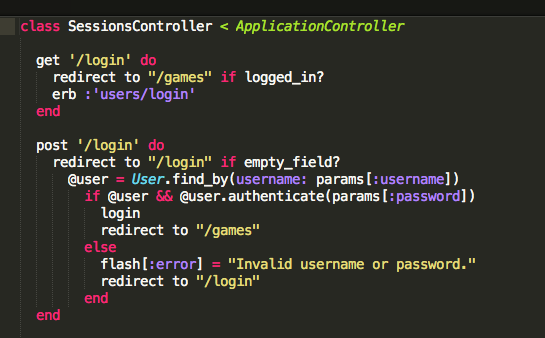 class SessionsController < ApplicationController
get '/login' do
redirect to "/games" if logged_in?
erb :'users/login'
end
post '/login' do
redirect to "/login" if empty_field?
@user = User.find_by(username: params[:username])
if @user && @user.authenticate(params[:password])
login
redirect to "/games"
else
flash[:error] = "Invalid username or password."
redirect to "/login"
end
end